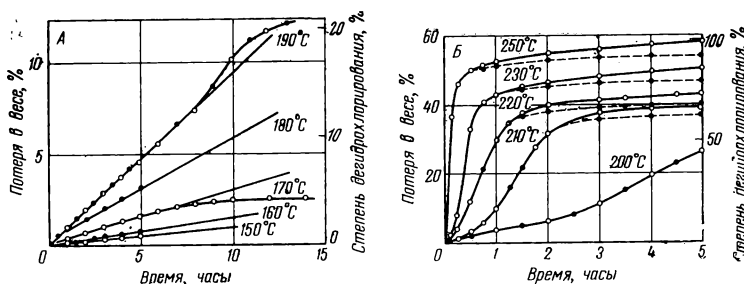 А
20
10
5
0
190°C
180°C
170°C
160°C
150°C
10
0
5
10
15
Потеря в весе, %
Время, часы
Степень дегидрохлорирования, %
Б
60
40
20
0
250°C
230°C
220°C
210°C
200°C
100
50
1
2
3
4
5
Потеря в весе, %
Время, часы
Степень дегидрохлорирования, %